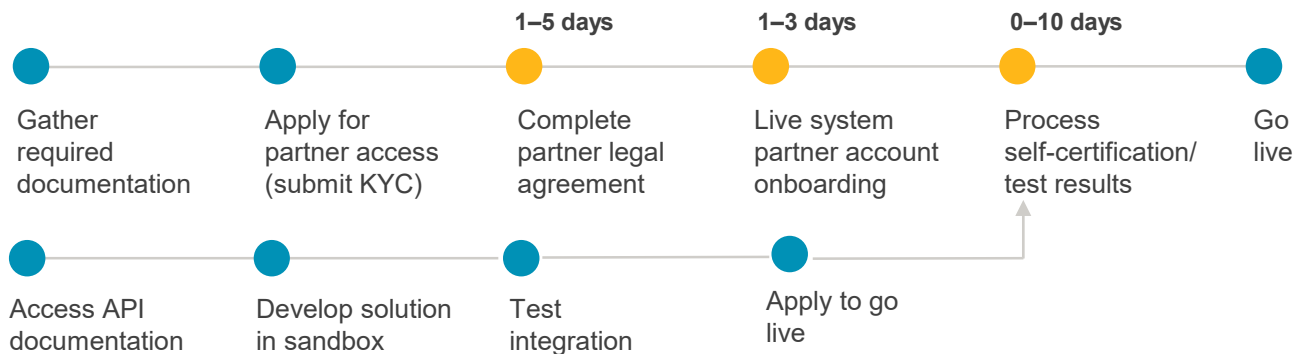 1–5 days
1–3 days
0–10 days
Gather
required
documentation
Apply for
partner access
(submit KYC)
Complete
partner legal
agreement
Live system
partner account
onboarding
Process
self-certification/
test results
Go
live
Access API
documentation
Develop solution
in sandbox
Test
integration
Apply to go
live